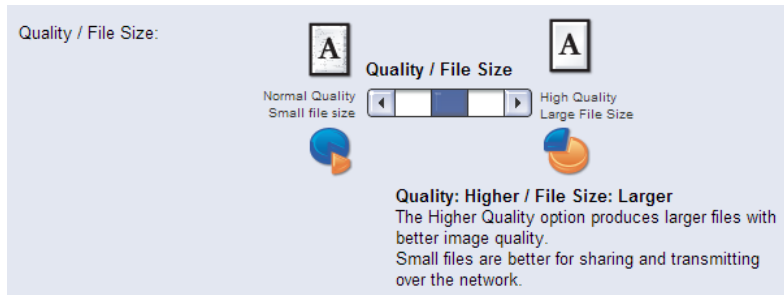 Quality / File Size:
A
A
Quality / File Size
Normal Quality
Small file size
High Quality
Large File Size
Quality: Higher / File Size: Larger
The Higher Quality option produces larger files with
better image quality.
Small files are better for sharing and transmitting
over the network.